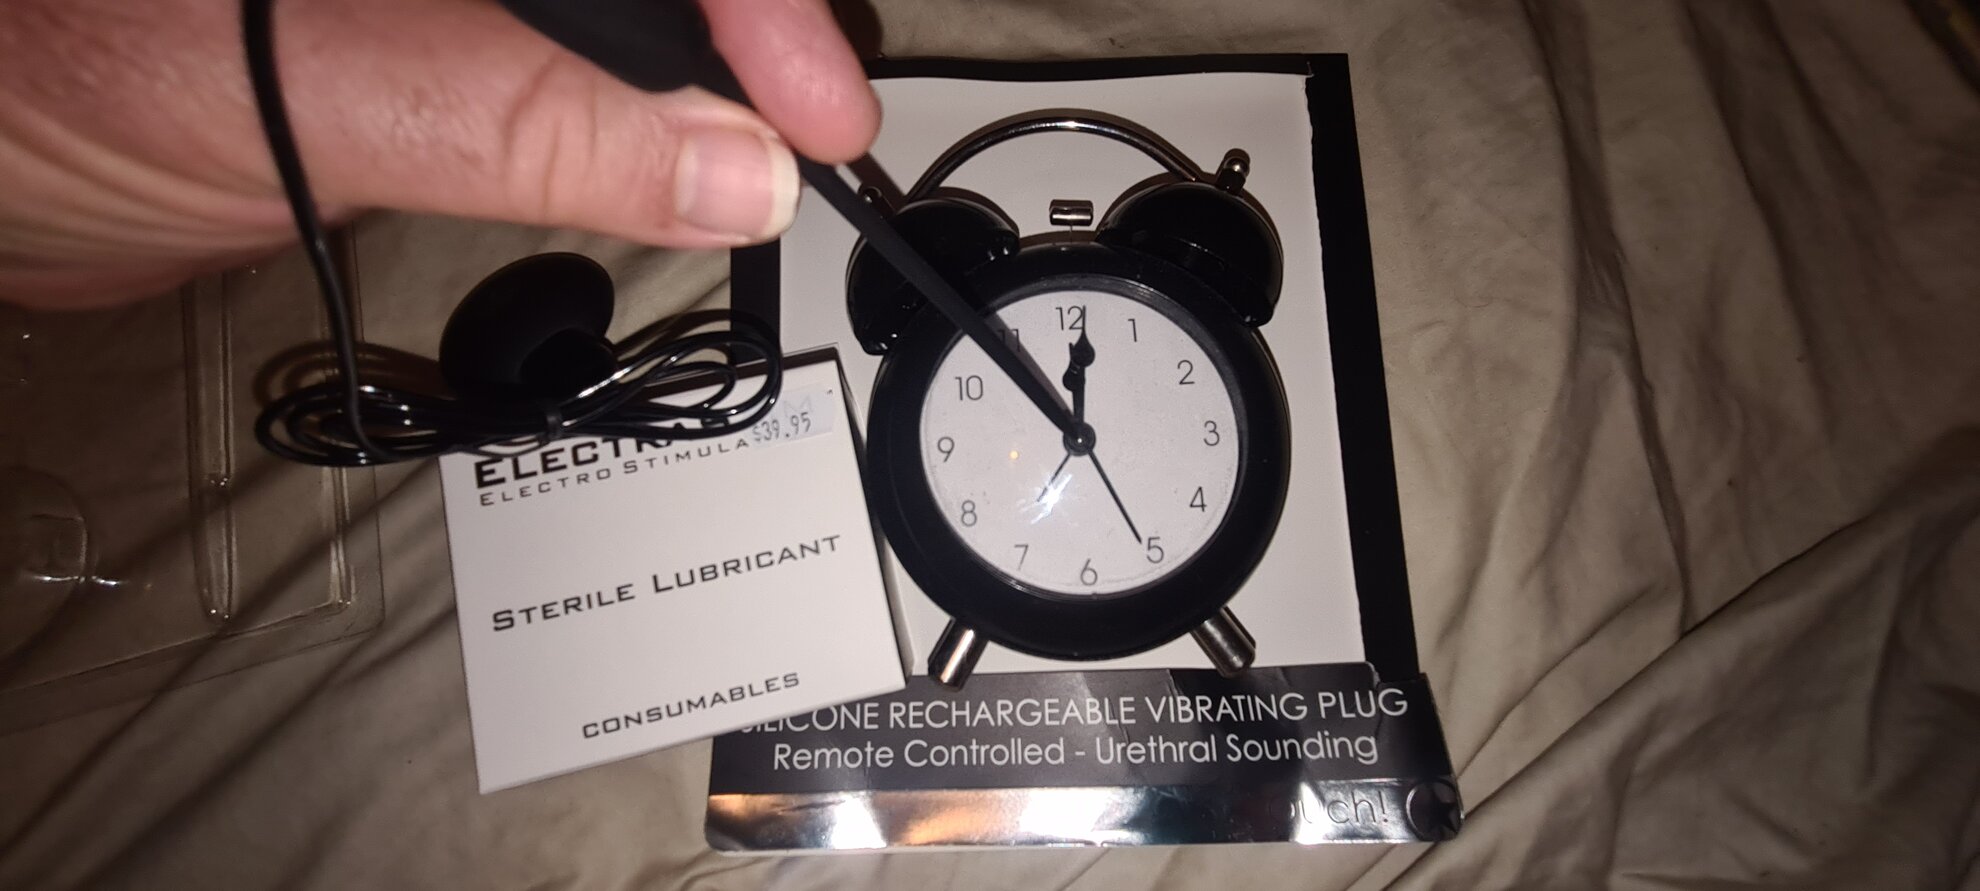 12
1
2
3
4
5
6
7
8
9
10
11
$39.95
ELECTRO STIMULA
STERILE LUBRICANT
CONSUMABLES
SILICONE RECHARGEABLE VIBRATING PLUG
Remote Controlled - Urethral Sounding
ouch!